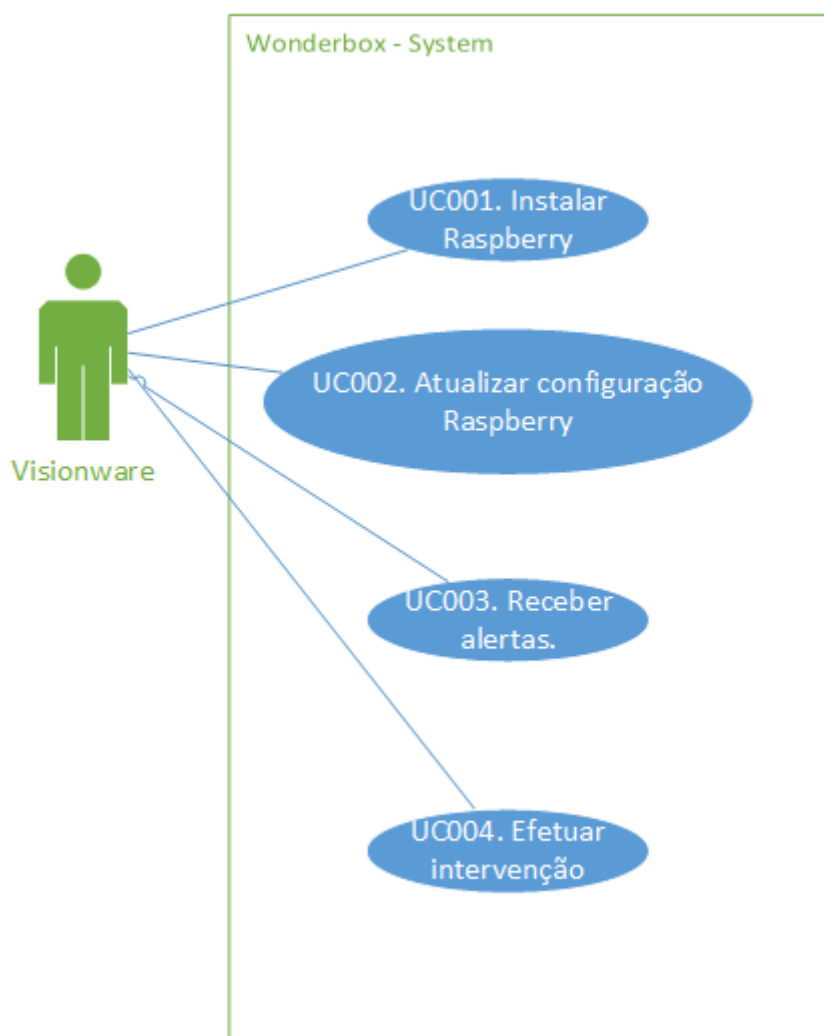 Wonderbox - System
UC001. Instalar
Raspberry
UC002. Atualizar configuração
Raspberry
Visionware
UC003. Receber
alertas.
UC004. Efetuar
intervenção